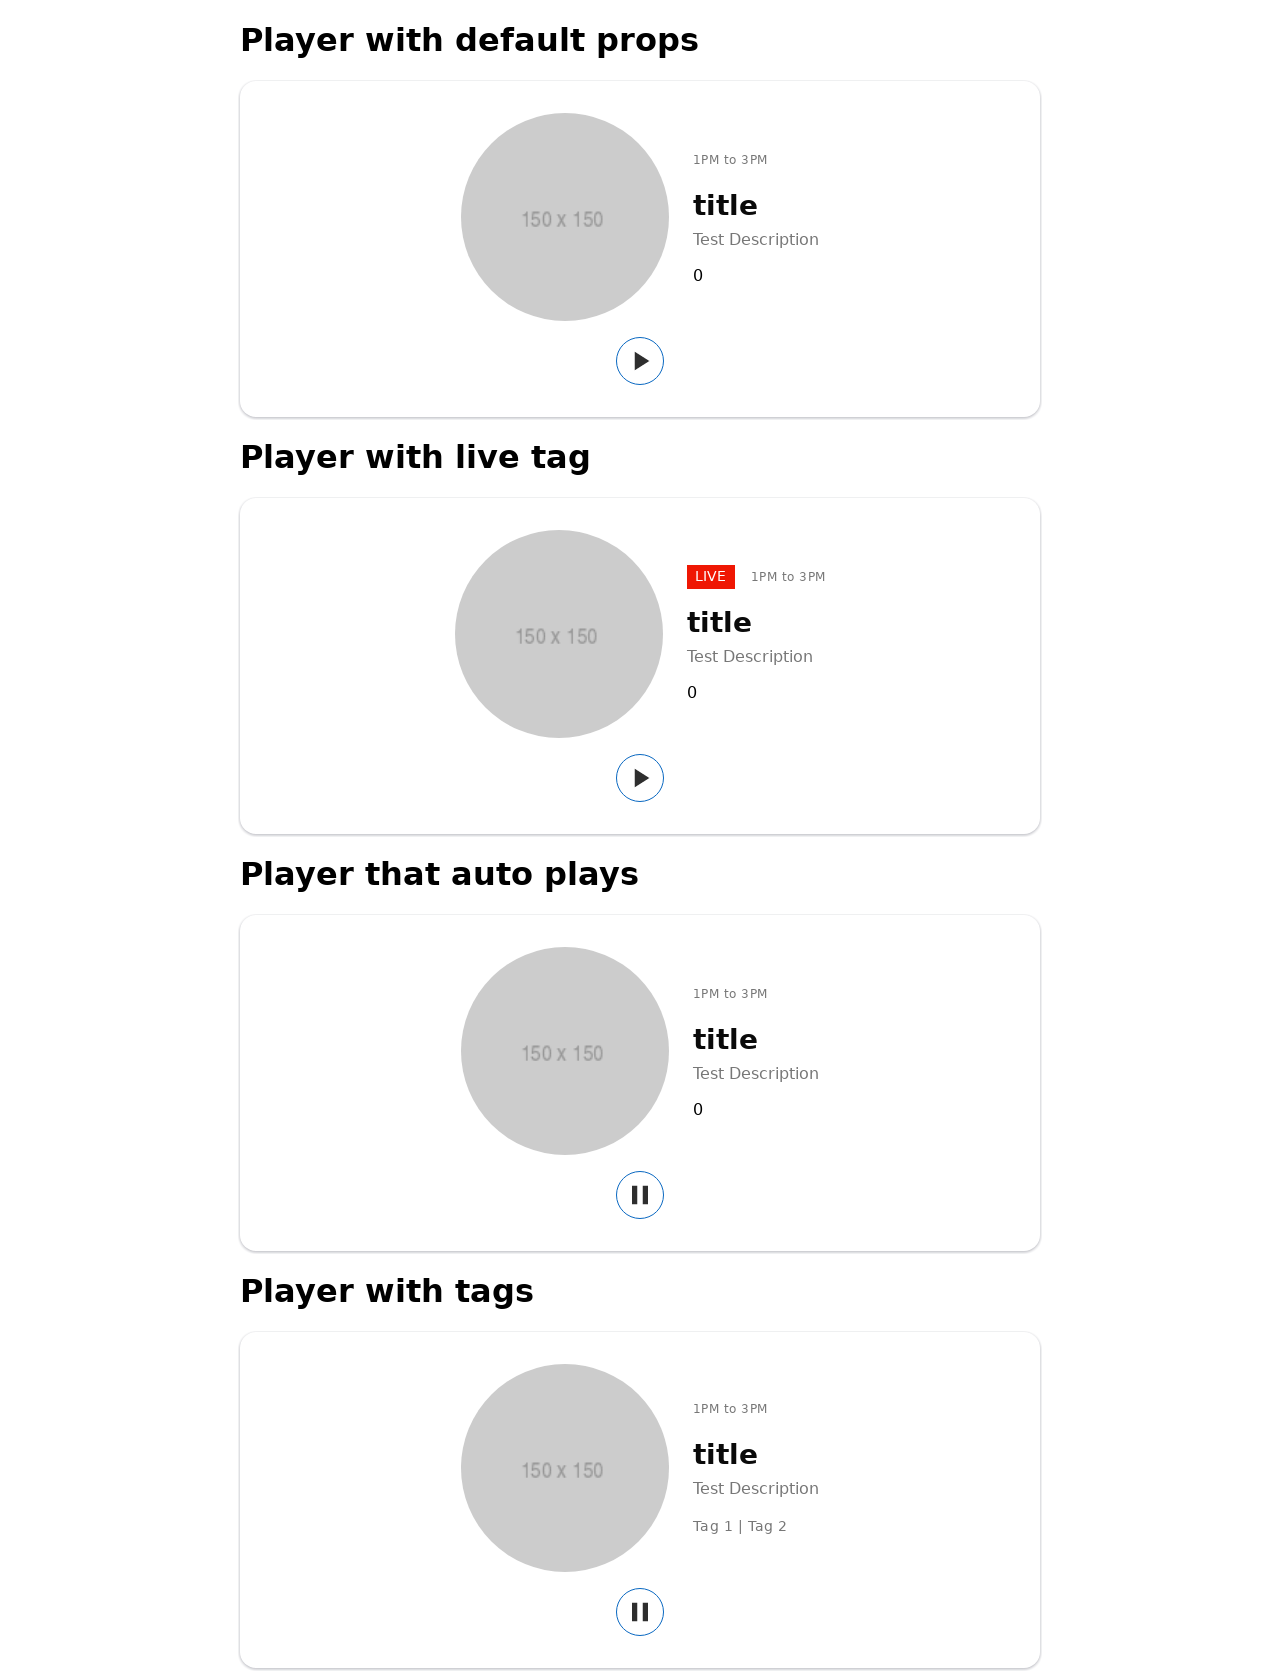 Player with default props
150 x 150
1PM to 3PM
title
Test Description
0
Player with live tag
150 x 150
LIVE 1PM to 3PM
title
Test Description
0
Player that auto plays
150 x 150
1PM to 3PM
title
Test Description
0
Player with tags
150 x 150
1PM to 3PM
title
Test Description
Tag 1 | Tag 2